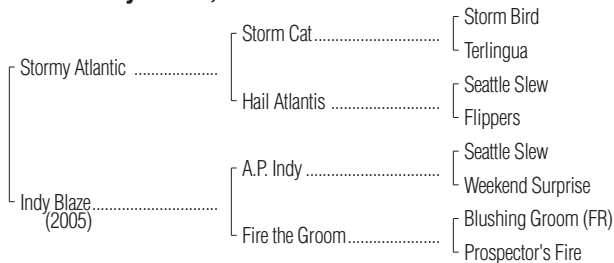 Storm Bird
Storm Cat
Terlingua
Stormy Atlantic
Seattle Slew
Hail Atlantis
Flippers
Seattle Slew
A.P. Indy
Weekend Surprise
Indy Blaze
(2005)
Blushing Groom (FR)
Fire the Groom
Prospector's Fire